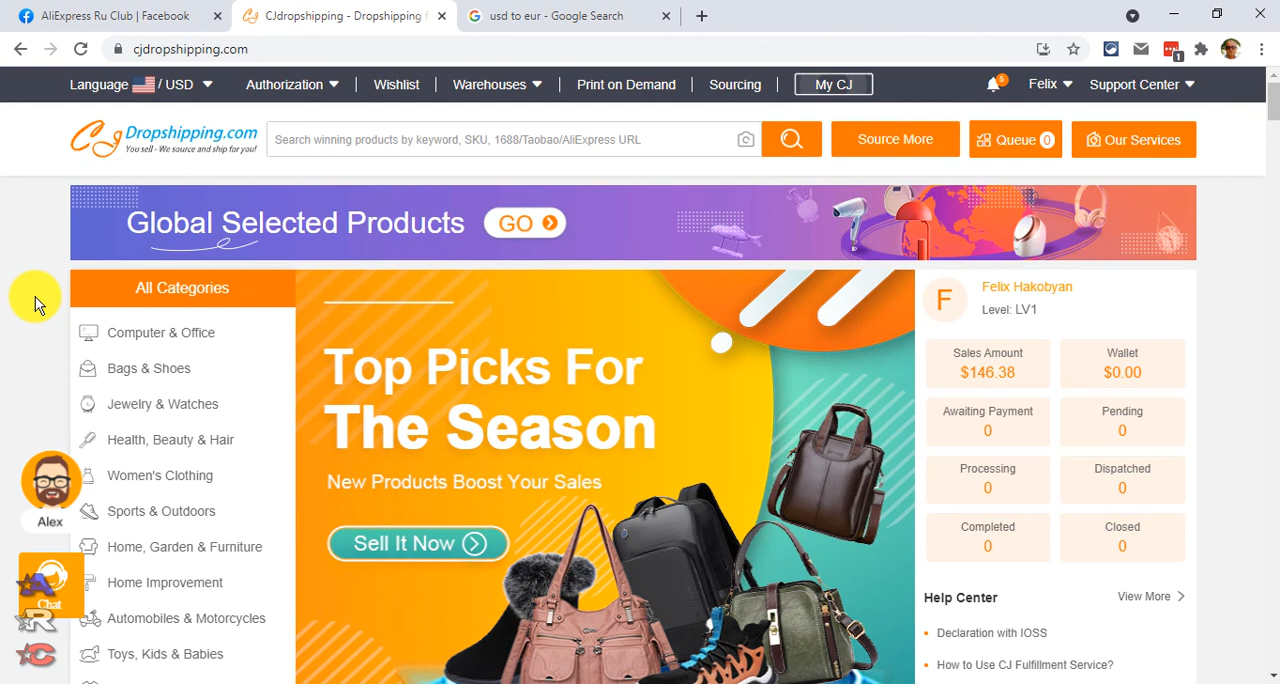 AliExpress Ru Club | Facebook
CJdropshipping - Dropshipping f
usd to eur - Google Search
cjdropshipping.com
1
Language / USD
Authorization
Wishlist
Warehouses
Print on Demand
Sourcing
My CJ
5
Felix
Support Center
CJ Dropshipping.com
You sell - We source and ship for you!
Search winning products by keyword, SKU, 1688/Taobao/AliExpress URL
Source More
Queue 0
Our Services
Global Selected Products
GO
All Categories
Computer & Office
Bags & Shoes
Jewelry & Watches
Health, Beauty & Hair
Women's Clothing
Sports & Outdoors
Home, Garden & Furniture
Home Improvement
Automobiles & Motorcycles
Toys, Kids & Babies
Alex
Chat
A
R
C
Top Picks For
The Season
New Products Boost Your Sales
Sell It Now
F
Felix Hakobyan
Level: LV1
Sales Amount
$146.38
Wallet
$0.00
Awaiting Payment
0
Pending
0
Processing
0
Dispatched
0
Completed
0
Closed
0
Help Center
View More
Declaration with IOSS
How to Use CJ Fulfillment Service?